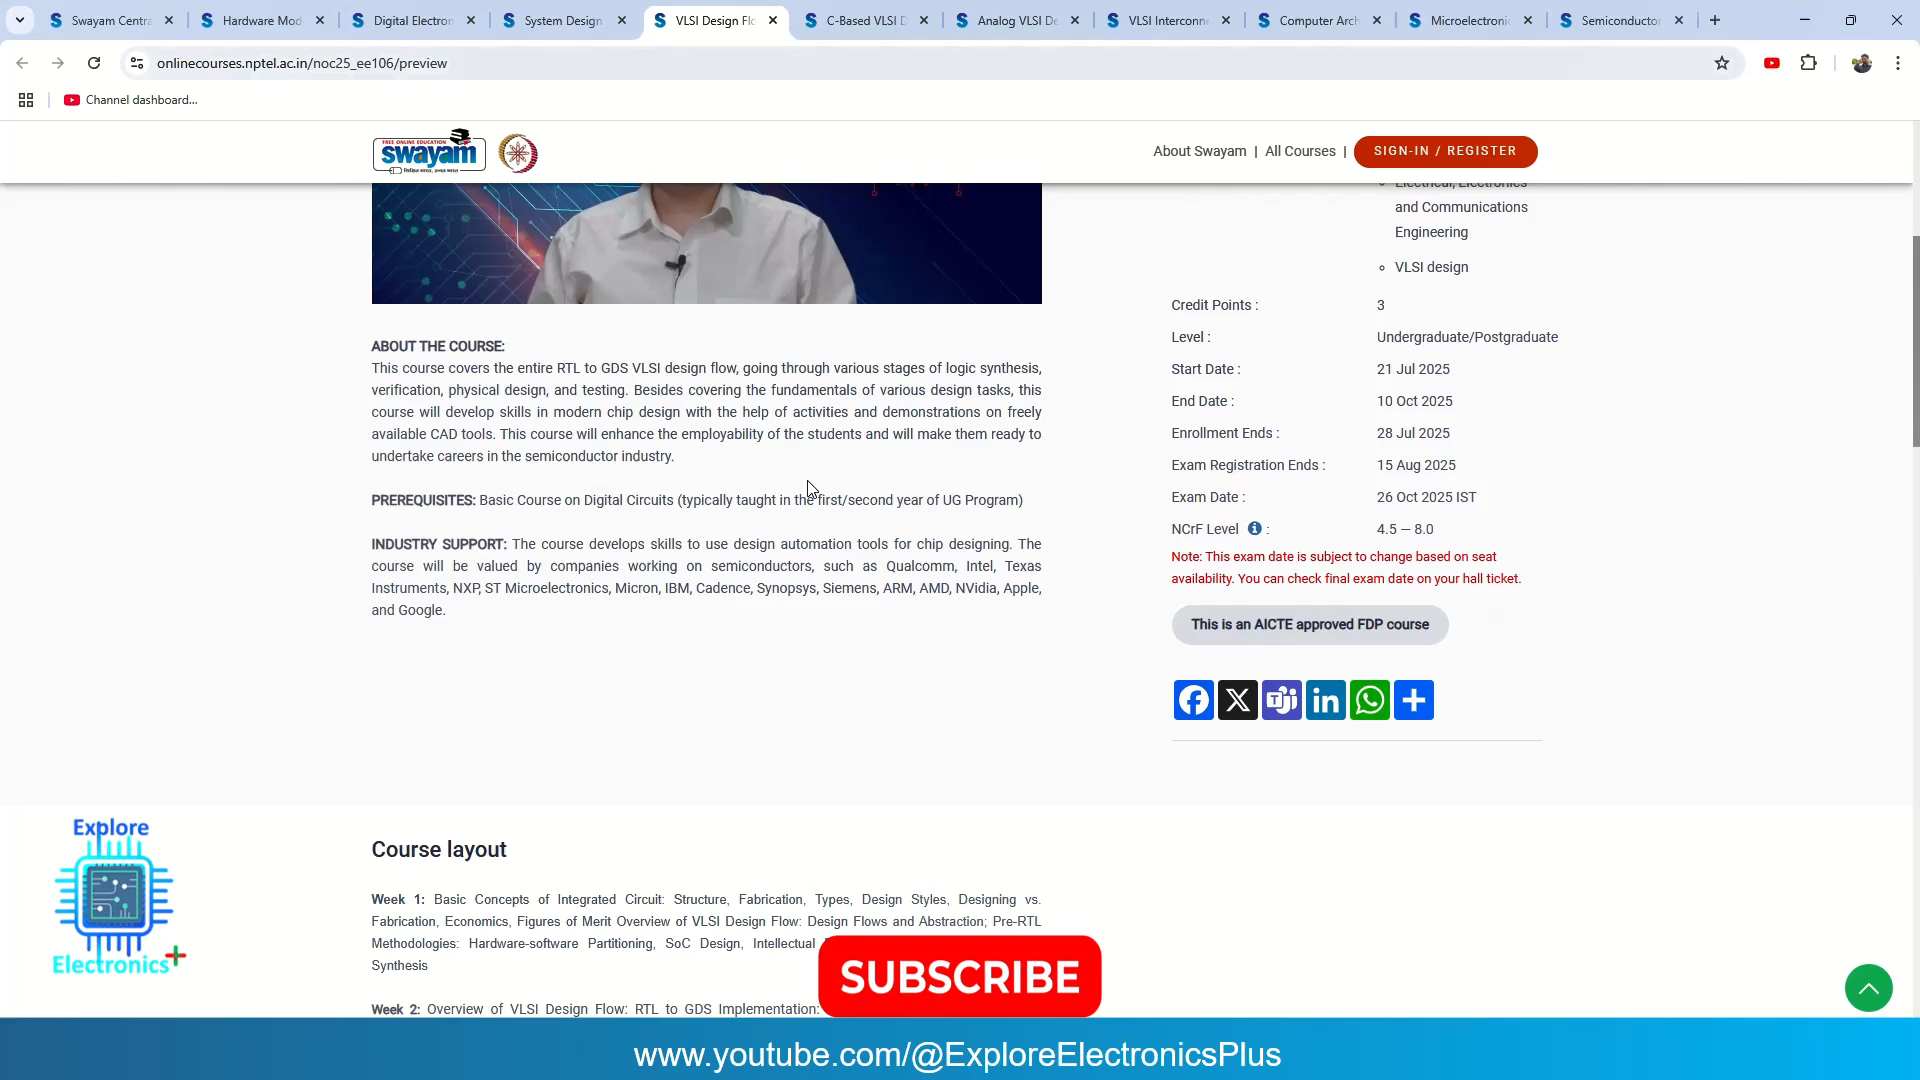 Swayam Centra
Hardware Mod
Digital Electron
System Design
VLSI Design Flo
C-Based VLSI D
Analog VLSI De
VLSI Interconne
Computer Arch
Microelectronic
Semiconductor
onlinecourses.nptel.ac.in/noc25_ee106/preview
Channel dashboard...
FREE ONLINE EDUCATION
swayam
About Swayam | All Courses |
SIGN-IN / REGISTER
Electrical, Electronics
and Communications
Engineering
VLSI design
Credit Points : 3
Level : Undergraduate/Postgraduate
Start Date : 21 Jul 2025
End Date : 10 Oct 2025
Enrollment Ends : 28 Jul 2025
Exam Registration Ends : 15 Aug 2025
Exam Date : 26 Oct 2025 IST
NCrF Level : 4.5 — 8.0
Note: This exam date is subject to change based on seat
availability. You can check final exam date on your hall ticket.
This is an AICTE approved FDP course
ABOUT THE COURSE:
This course covers the entire RTL to GDS VLSI design flow, going through various stages of logic synthesis,
verification, physical design, and testing. Besides covering the fundamentals of various design tasks, this
course will develop skills in modern chip design with the help of activities and demonstrations on freely
available CAD tools. This course will enhance the employability of the students and will make them ready to
undertake careers in the semiconductor industry.
PREREQUISITES: Basic Course on Digital Circuits (typically taught in the first/second year of UG Program)
INDUSTRY SUPPORT: The course develops skills to use design automation tools for chip designing. The
course will be valued by companies working on semiconductors, such as Qualcomm, Intel, Texas
Instruments, NXP, ST Microelectronics, Micron, IBM, Cadence, Synopsys, Siemens, ARM, AMD, NVidia, Apple,
and Google.
Course layout
Week 1: Basic Concepts of Integrated Circuit: Structure, Fabrication, Types, Design Styles, Designing vs.
Fabrication, Economics, Figures of Merit Overview of VLSI Design Flow: Design Flows and Abstraction; Pre-RTL
Methodologies: Hardware-software Partitioning, SoC Design, Intellectual
Synthesis
Week 2: Overview of VLSI Design Flow: RTL to GDS Implementation:
Explore
Electronics+
SUBSCRIBE
www.youtube.com/@ExploreElectronicsPlus